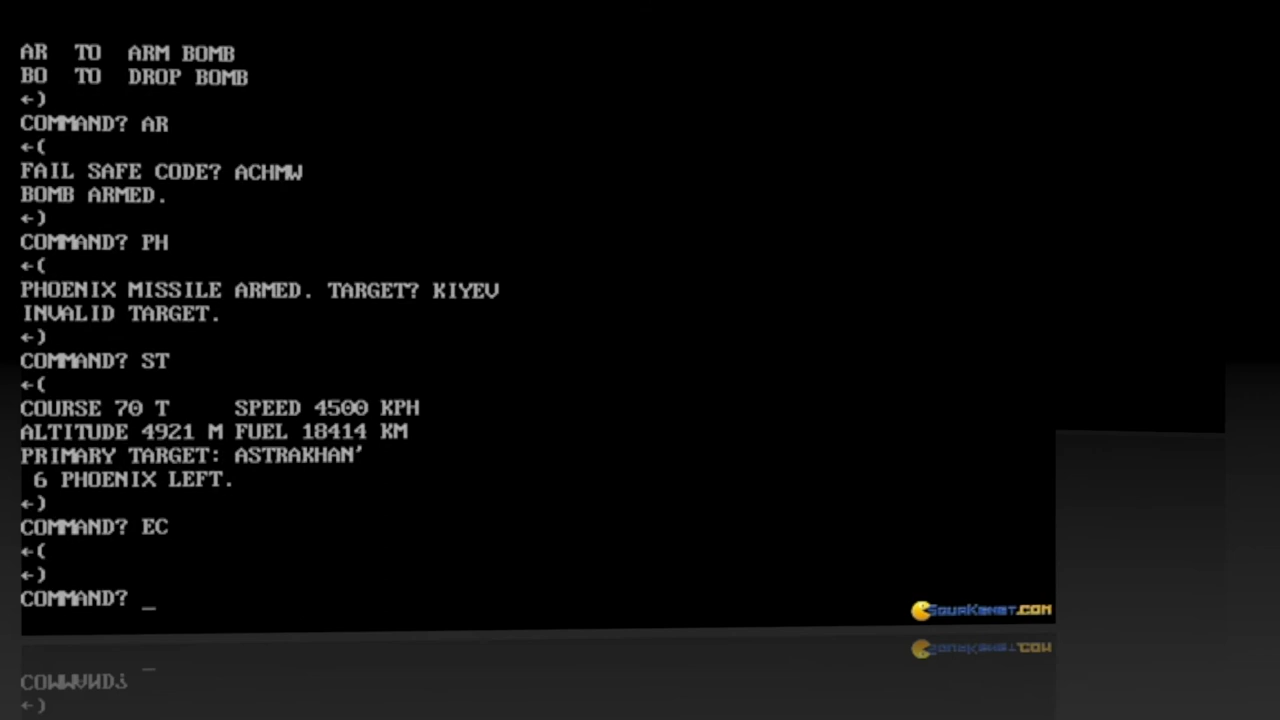 AR TO ARM BOMB
BO TO DROP BOMB
←)
COMMAND? AR
←(
FAIL SAFE CODE? ACHMW
BOMB ARMED.
←)
COMMAND? PH
←(
PHOENIX MISSILE ARMED. TARGET? KIYEV
INVALID TARGET.
←)
COMMAND? ST
←(
COURSE 70 T SPEED 4500 KPH
ALTITUDE 4921 M FUEL 18414 KM
PRIMARY TARGET: ASTRAKHAN'
6 PHOENIX LEFT.
←)
COMMAND? EC
←(
←)
COMMAND? _
SquaKeNet.com